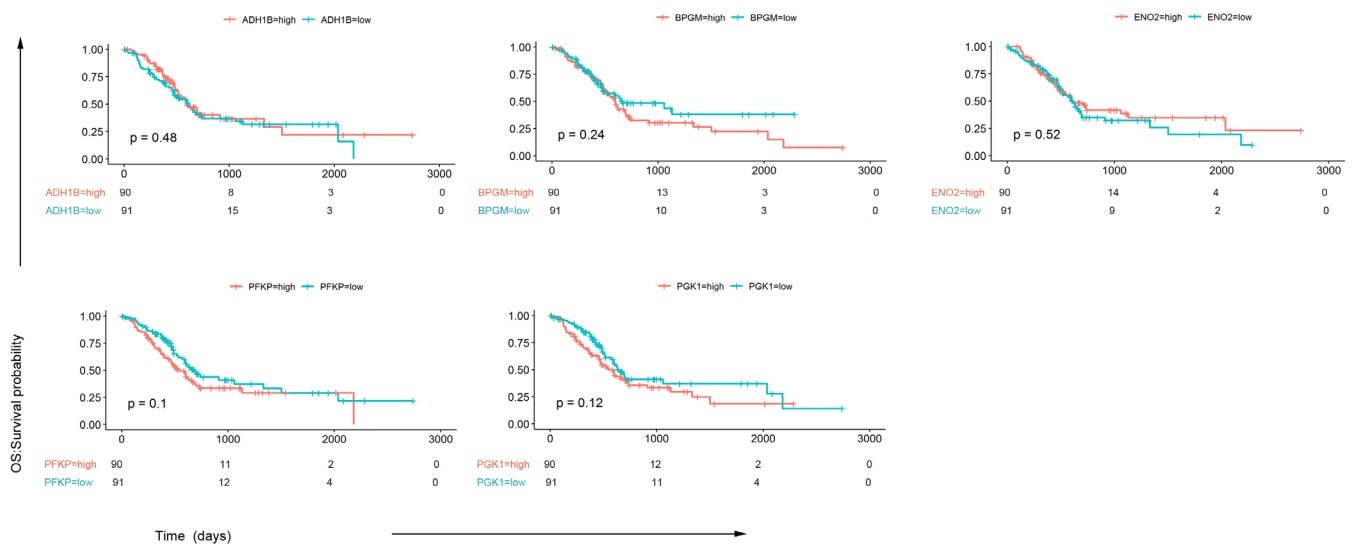 ADH1B=high ADH1B=low
1.00
0.75
0.50
0.25
0.00
p = 0.48
0 1000 2000 3000
ADH1B=high 90 8 3 0
ADH1B=low 91 15 3 0
BPGM=high BPGM=low
1.00
0.75
0.50
0.25
0.00
p = 0.24
0 1000 2000 3000
BPGM=high 90 13 3 0
BPGM=low 91 10 3 0
ENO2=high ENO2=low
1.00
0.75
0.50
0.25
0.00
p = 0.52
0 1000 2000 3000
ENO2=high 90 14 4 0
ENO2=low 91 9 2 0
OS:Survival probability
PFKP=high PFKP=low
1.00
0.75
0.50
0.25
0.00
p = 0.1
0 1000 2000 3000
PFKP=high 90 11 2 0
PFKP=low 91 12 4 0
PGK1=high PGK1=low
1.00
0.75
0.50
0.25
0.00
p = 0.12
0 1000 2000 3000
PGK1=high 90 12 2 0
PGK1=low 91 11 4 0
Time (days)